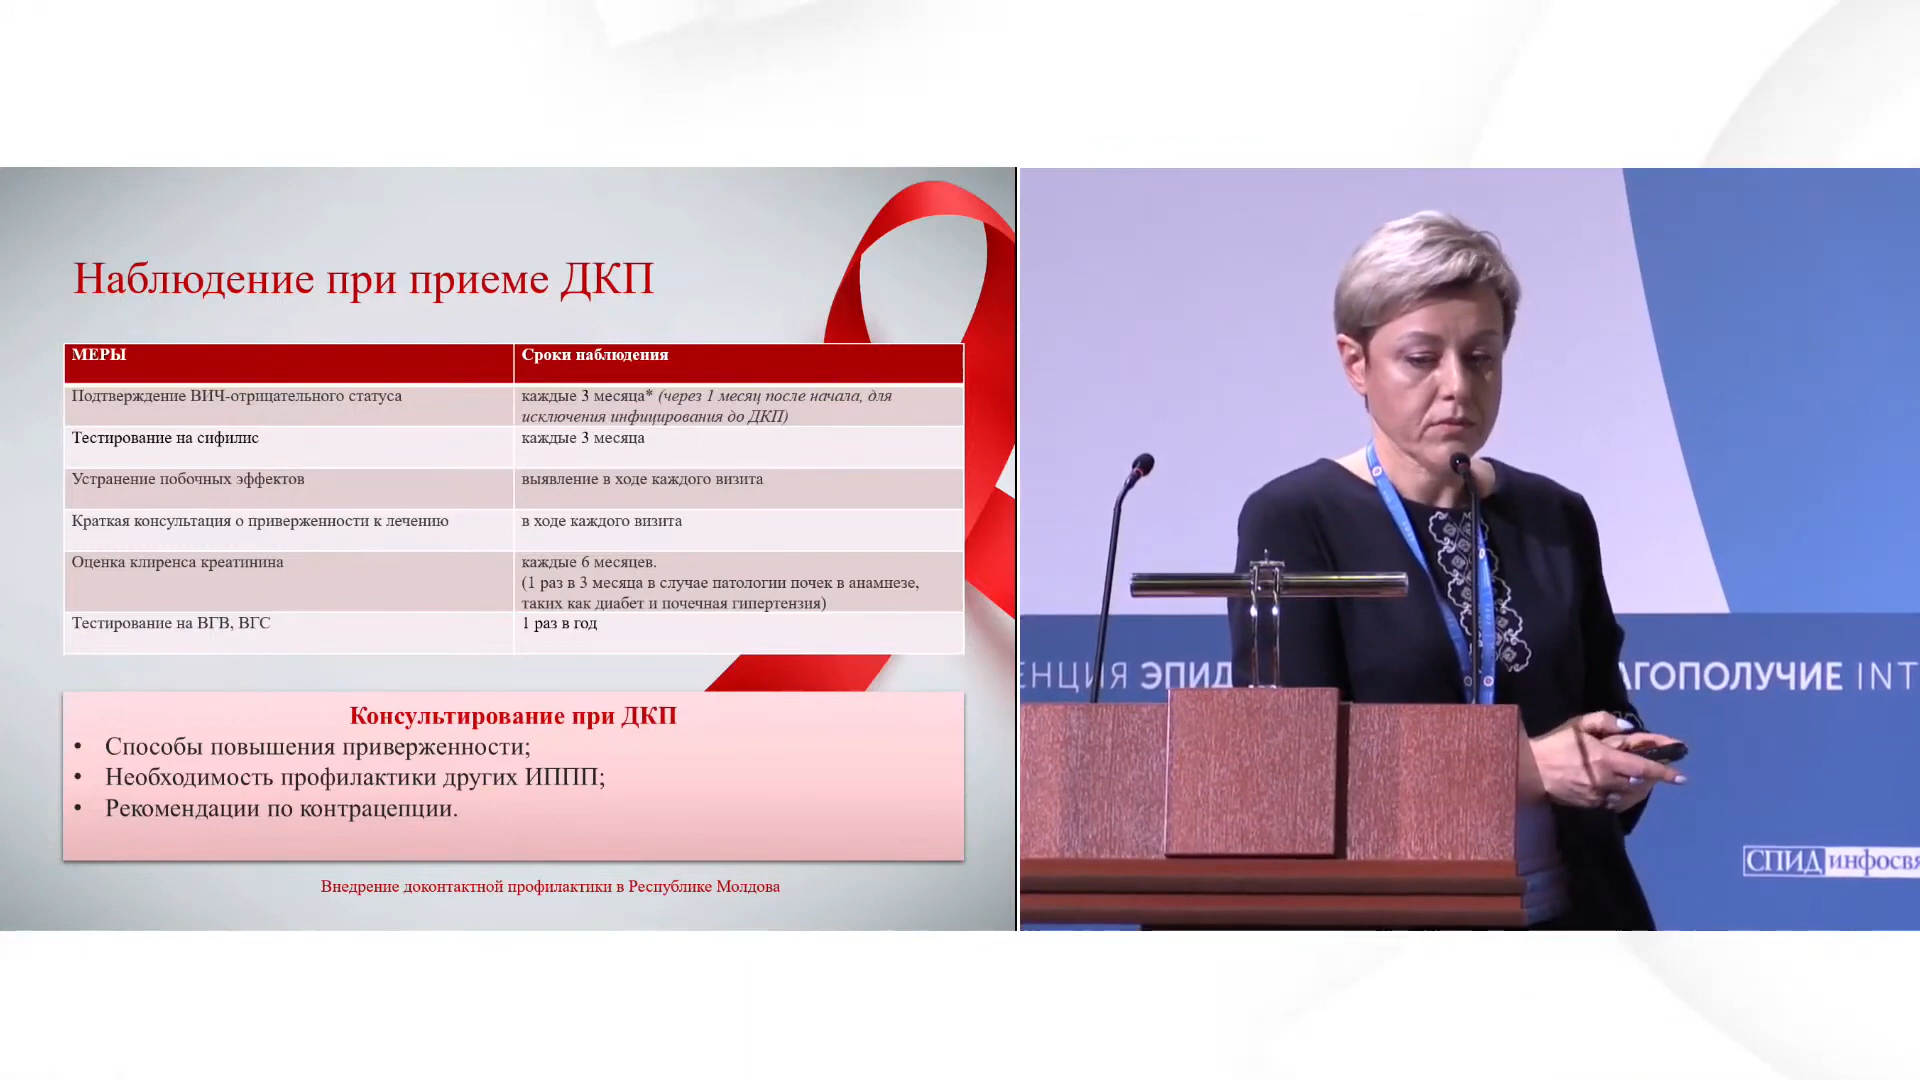 Наблюдение при приеме ДКП
МЕРЫ
Сроки наблюдения
Подтверждение ВИЧ-отрицательного статуса
каждые 3 месяца* (через 1 месяц после начала, для
исключения инфицирования до ДКП)
Тестирование на сифилис
каждые 3 месяца
Устранение побочных эффектов
выявление в ходе каждого визита
Краткая консультация о приверженности к лечению
в ходе каждого визита
Оценка клиренса креатинина
каждые 6 месяцев.
(1 раз в 3 месяца в случае патологии почек в анамнезе,
таких как диабет и почечная гипертензия)
Тестирование на ВГВ, ВГС
1 раз в год
Консультирование при ДКП
• Способы повышения приверженности;
• Необходимость профилактики других ИППП;
• Рекомендации по контрацепции.
Внедрение доконтактной профилактики в Республике Молдова
ЕНЦИЯ ЭПИД
АГОПОЛУЧИЕ INT
СПИД инфосвя